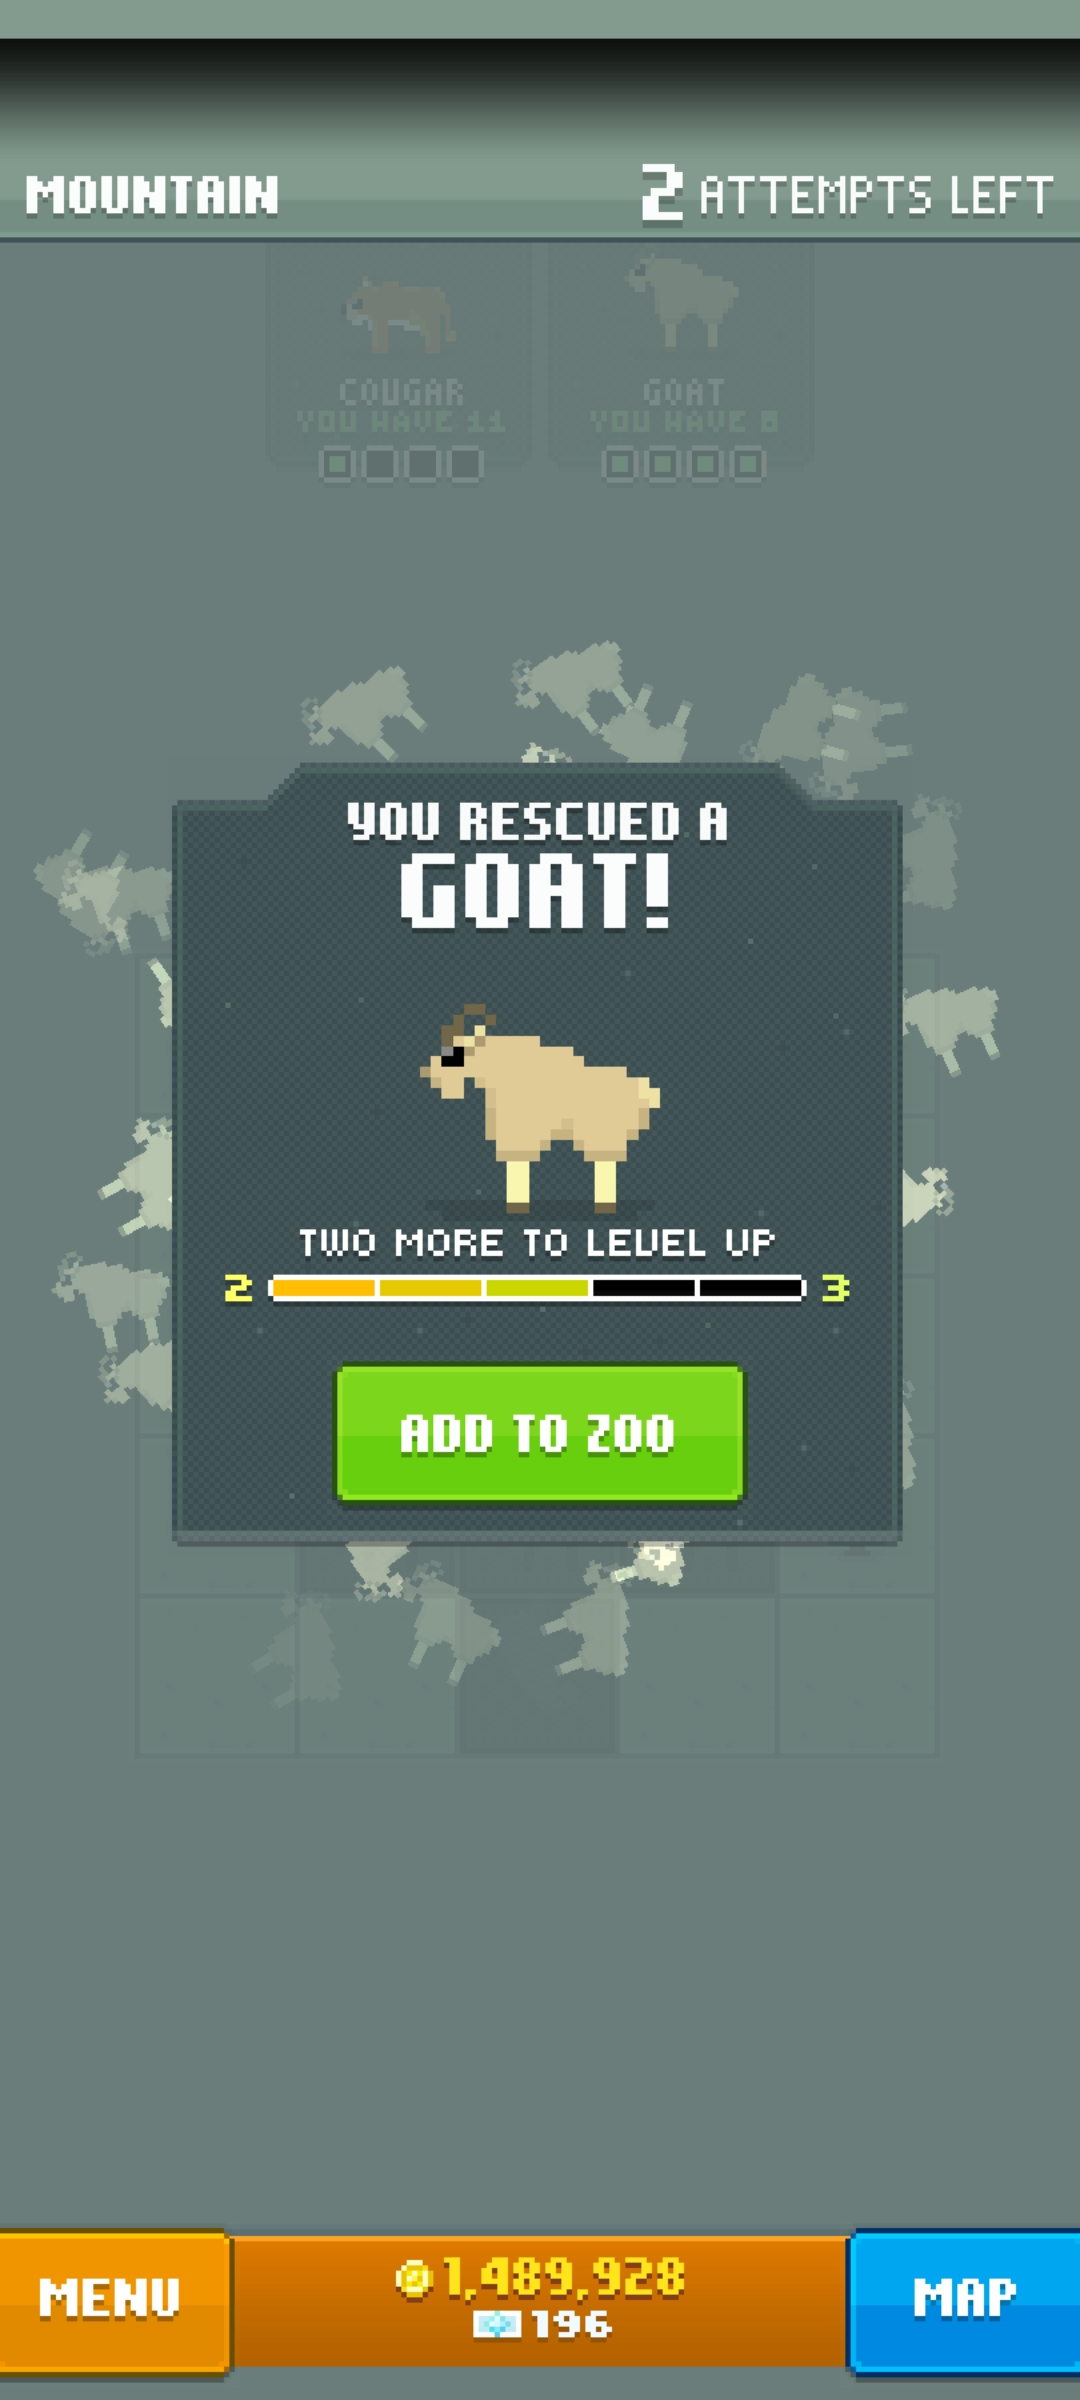 MOUNTAIN
2 ATTEMPTS LEFT
COUGAR
YOU HAVE 11
GOAT
YOU HAVE 8
YOU RESCUED A
GOAT!
TWO MORE TO LEVEL UP
2 3
ADD TO ZOO
MENU
1,489,928
196
MAP